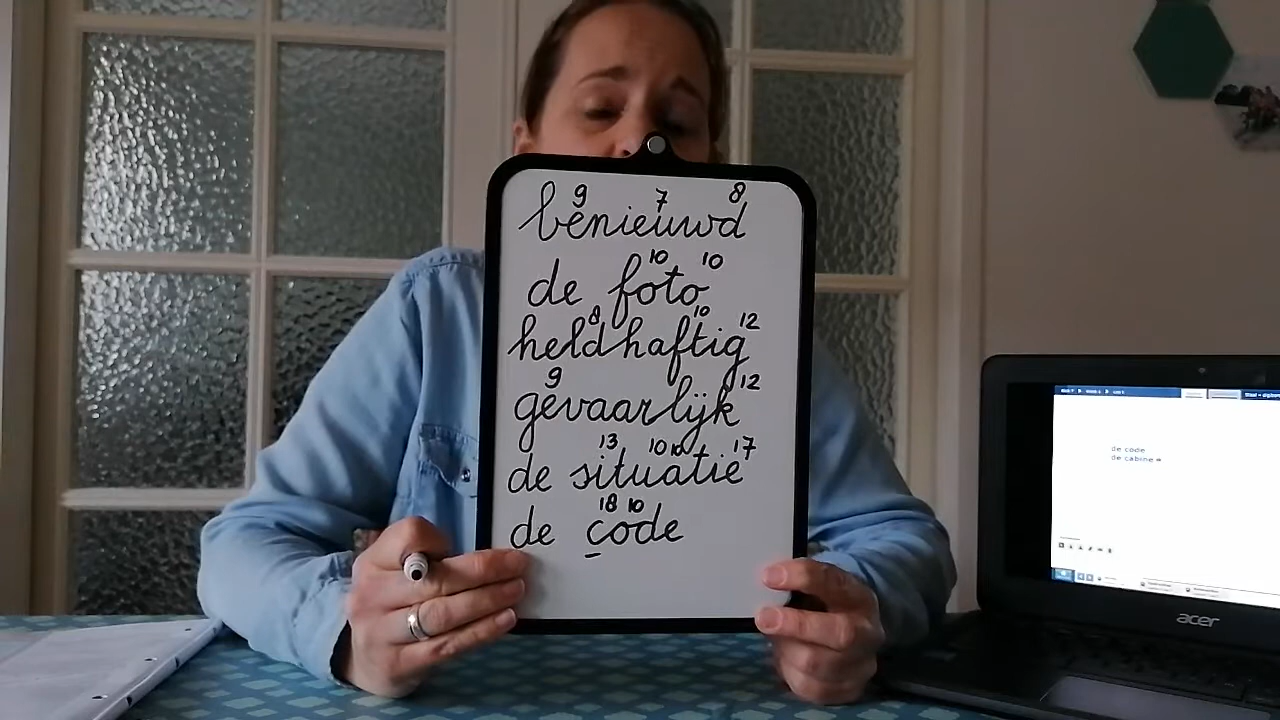 9 7 8
benieuwd
10 10
de foto
8 10 12
heldhaftig
9 12
gevaarlijk
13 10 10 17
de situatie
18 10
de code
de code
de cabine
acer